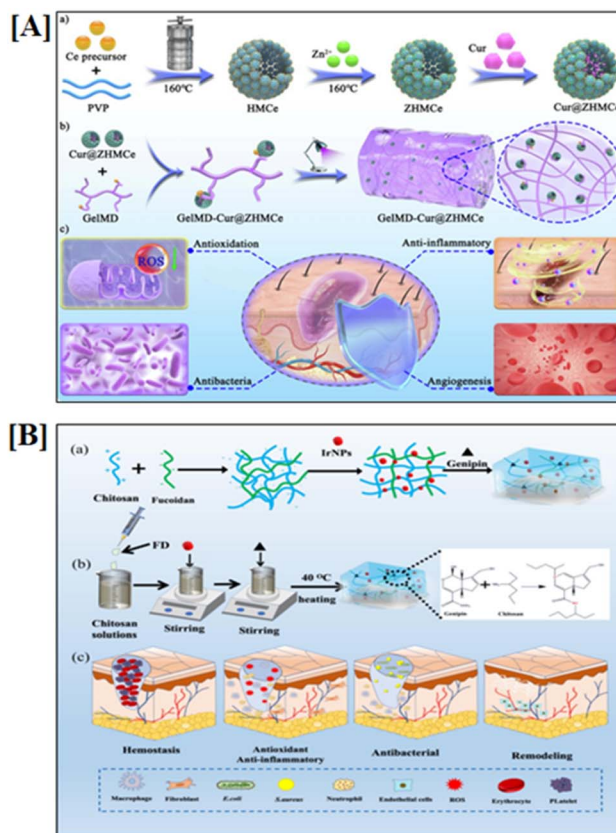 [A]
a)
Ce precursor
+
PVP
160℃
HMCe
Zn²⁺
160℃
ZHMCe
Cur
Cur@ZHMCe
b)
Cur@ZHMCe
+
GelMD
GelMD-Cur@ZHMCe
GelMD-Cur@ZHMCe
c)
Antioxidation
ROS
Anti-inflammatory
Antibacteria
Angiogenesis
[B]
(a)
Chitosan
+
Fucoidan
IrNPs
Genipin
(b)
FD
Chitosan
solutions
Stirring
Stirring
40 ᴼC
heating
Genipin
+
Chitosan
(c)
Hemostasis
Antioxidant
Anti-inflammatory
Antibacterial
Remodeling
Macrophage
Fibroblast
E.coli
S.aureus
Neutrophil
Endothelial cells
ROS
Erythrocyte
PLatelet